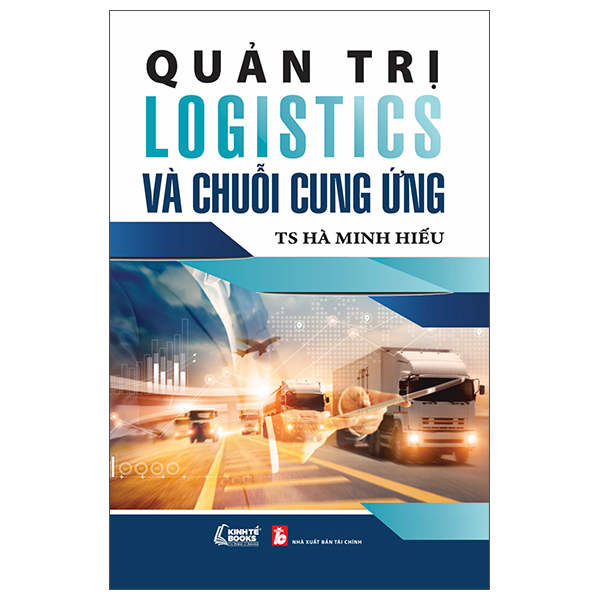 QUẢN TRỊ
LOGISTICS
VÀ CHUỖI CUNG ỨNG
TS HÀ MINH HIẾU
KINH TẾ
BOOKS
NHÀ XUẤT BẢN TÀI CHÍNH